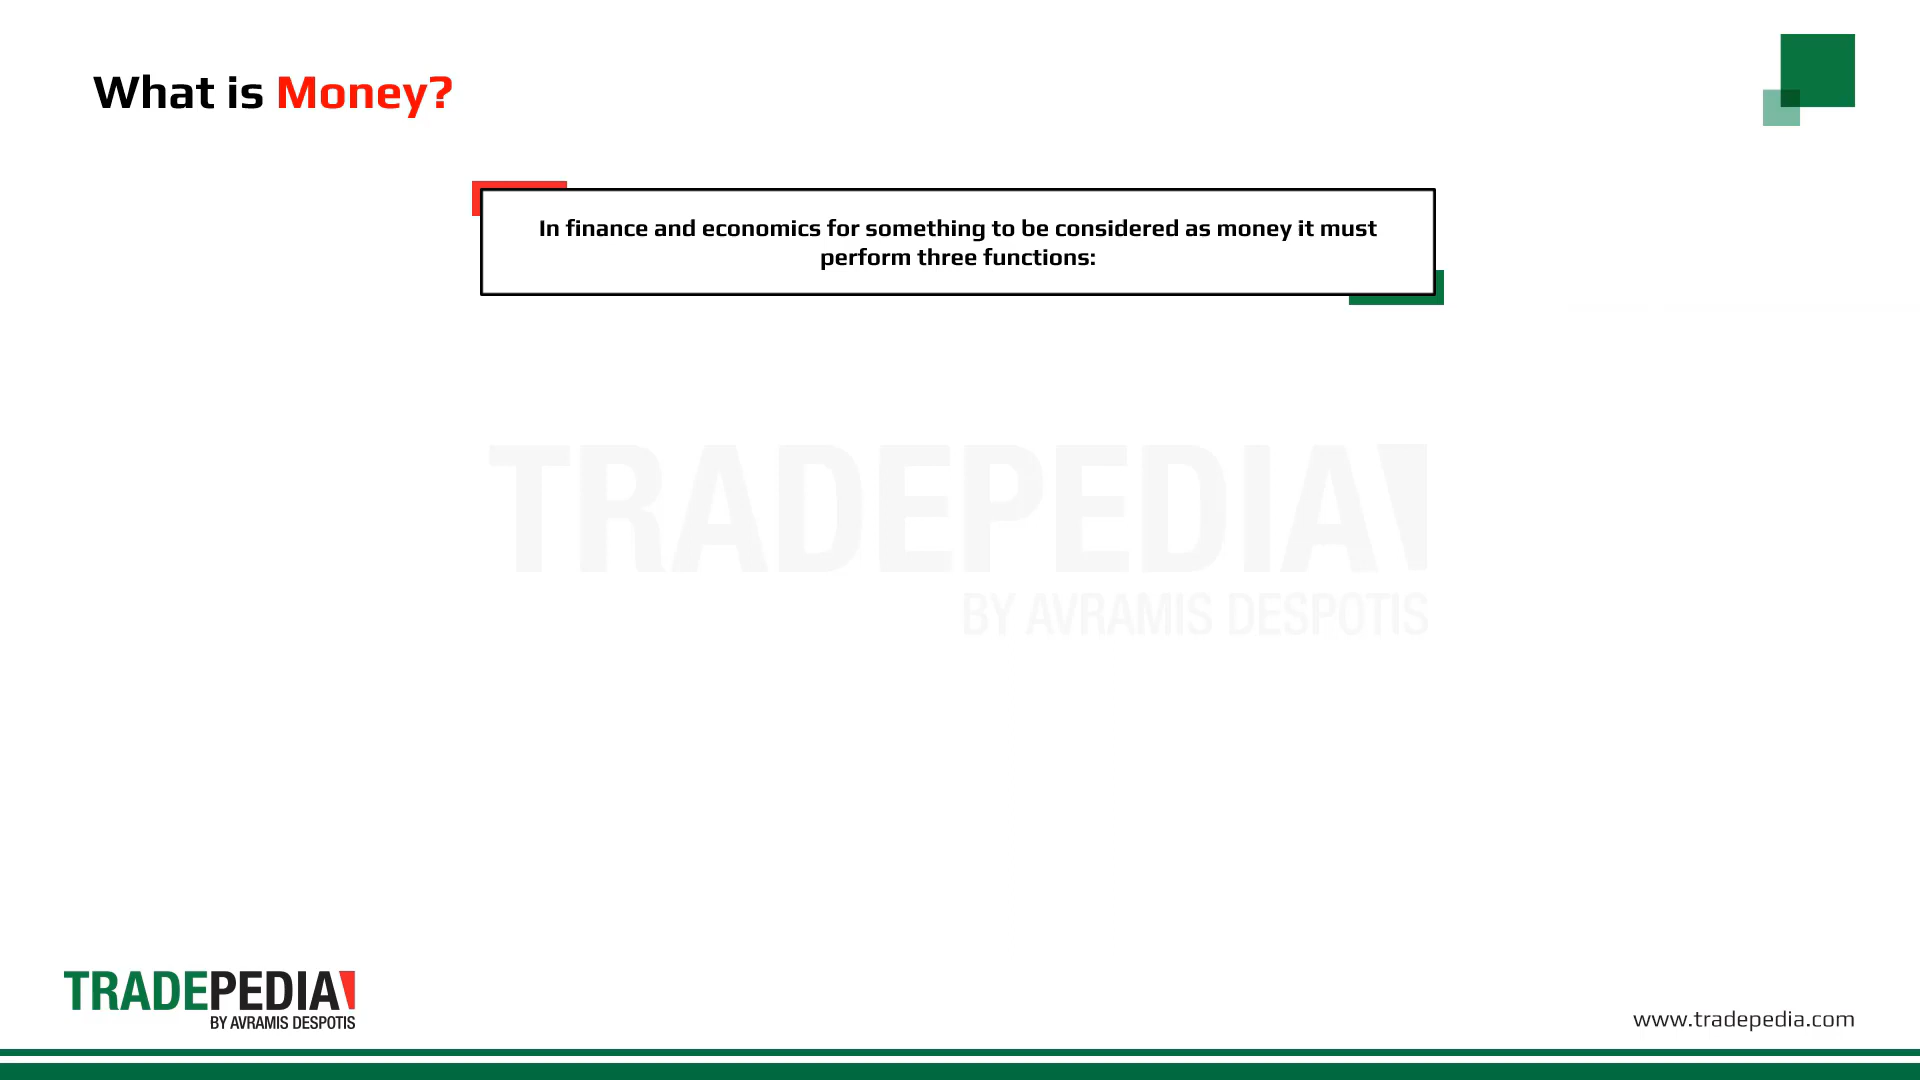 What is Money?
In finance and economics for something to be considered as money it must
perform three functions:
TRADEPEDIA
BY AVRAMIS DESPOTIS
TRADEPEDIA
BY AVRAMIS DESPOTIS
www.tradepedia.com